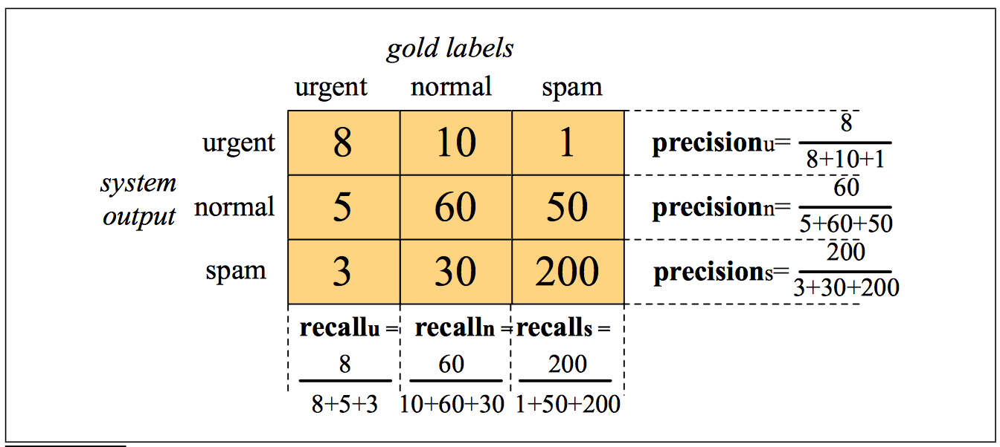 gold labels
urgent normal spam
urgent 8 10 1 precisionu= 8
8+10+1
system output normal 5 60 50 precisionn= 60
5+60+50
spam 3 30 200 precisions= 200
3+30+200
recallu = recalln = recalls =
8 60 200
8+5+3 10+60+30 1+50+200